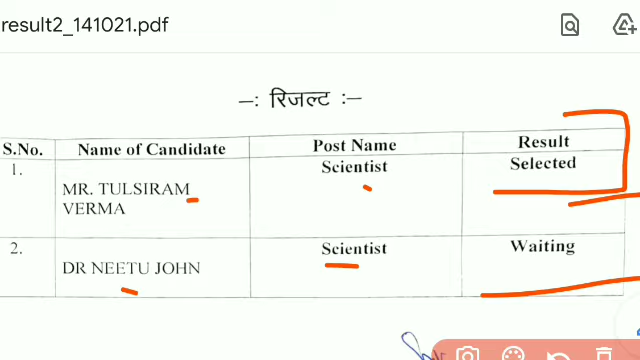 result2_141021.pdf
–: रिजल्ट :–
S.No. Name of Candidate Post Name Result
1. MR. TULSIRAM VERMA Scientist Selected
2. DR NEETU JOHN Scientist Waiting